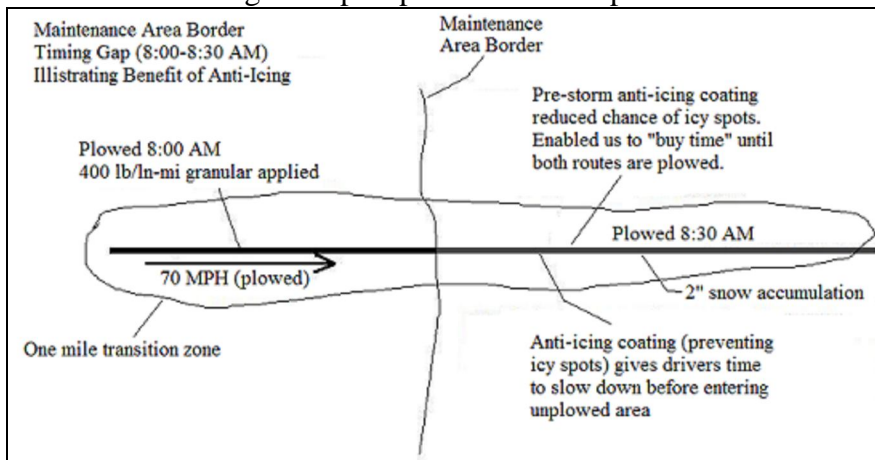 Maintenance Area Border
Timing Gap (8:00-8:30 AM)
Illistrating Benefit of Anti-Icing
Maintenance
Area Border
Pre-storm anti-icing coating
reduced chance of icy spots.
Enabled us to "buy time" until
both routes are plowed.
Plowed 8:00 AM
400 lb/ln-mi granular applied
Plowed 8:30 AM
70 MPH (plowed)
2" snow accumulation
One mile transition zone
Anti-icing coating (preventing
icy spots) gives drivers time
to slow down before entering
unplowed area